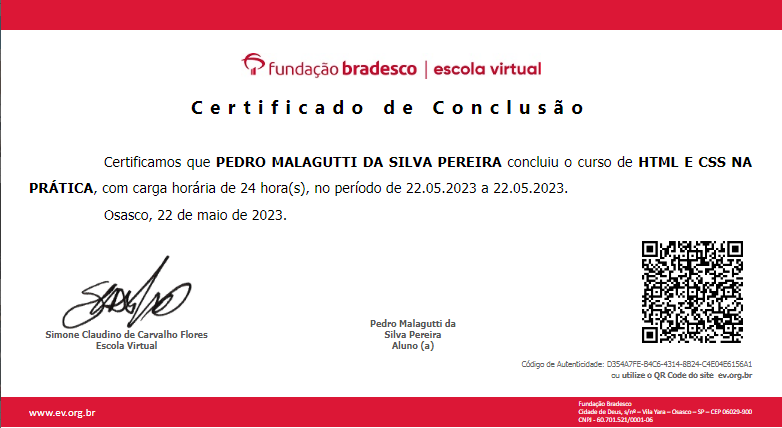 fundação bradesco | escola virtual
Certificado de Conclusão
Certificamos que PEDRO MALAGUTTI DA SILVA PEREIRA concluiu o curso de HTML E CSS NA
PRÁTICA, com carga horária de 24 hora(s), no período de 22.05.2023 a 22.05.2023.
Osasco, 22 de maio de 2023.
Simone Claudino de Carvalho Flores
Escola Virtual
Pedro Malagutti da
Silva Pereira
Aluno (a)
Código de Autenticidade: D354A7FE-B4C6-4314-8B24-C4E04E6156A1
ou utilize o QR Code do site ev.org.br
www.ev.org.br
Fundação Bradesco
Cidade de Deus, s/nº – Vila Yara – Osasco – SP – CEP 06029-900
CNPJ - 60.701.521/0001-06